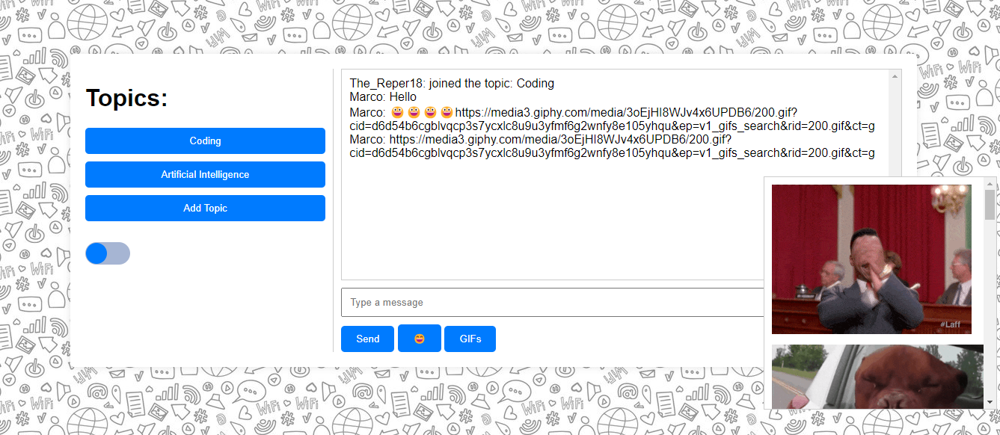 Topics:
Coding
Artificial Intelligence
Add Topic
The_Reper18: joined the topic: Coding
Marco: Hello
Marco: 😀😀😀😀https://media3.giphy.com/media/3oEjHI8WJv4x6UPDB6/200.gif?
cid=d6d54b6cgblvqcp3s7ycxlc8u9u3yfmf6g2wnfy8e105yhqu&ep=v1_gifs_search&rid=200.gif&ct=g
Marco: https://media3.giphy.com/media/3oEjHI8WJv4x6UPDB6/200.gif?
cid=d6d54b6cgblvqcp3s7ycxlc8u9u3yfmf6g2wnfy8e105yhqu&ep=v1_gifs_search&rid=200.gif&ct=g
Type a message
Send
😄
GIFs
#Laff
WiFi